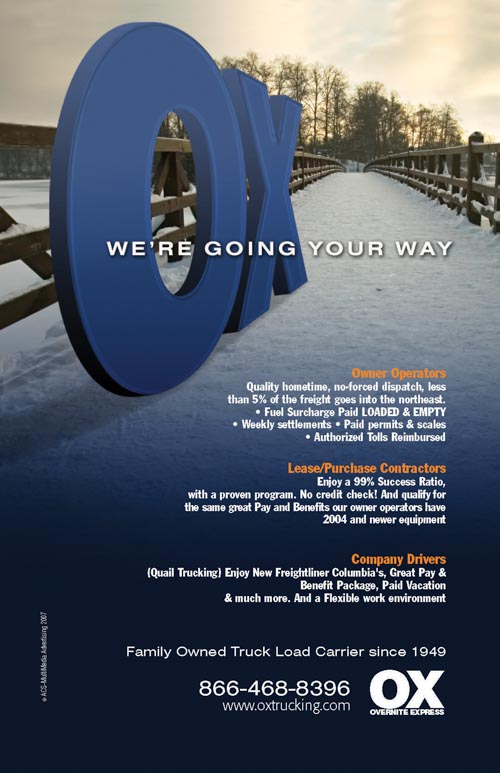 OX
WE'RE GOING YOUR WAY
Owner Operators
Quality hometime, no-forced dispatch, less
than 5% of the freight goes into the northeast.
• Fuel Surcharge Paid LOADED & EMPTY
• Weekly settlements • Paid permits & scales
• Authorized Tolls Reimbursed
Lease/Purchase Contractors
Enjoy a 99% Success Ratio,
with a proven program. No credit check! And qualify for
the same great Pay and Benefits our owner operators have
2004 and newer equipment
Company Drivers
(Quail Trucking) Enjoy New Freightliner Columbia's, Great Pay &
Benefit Package, Paid Vacation
& much more. And a Flexible work environment
© ACS-MultiMedia Advertising 2007
Family Owned Truck Load Carrier since 1949
866-468-8396
www.oxtrucking.com
OX
OVERNITE EXPRESS